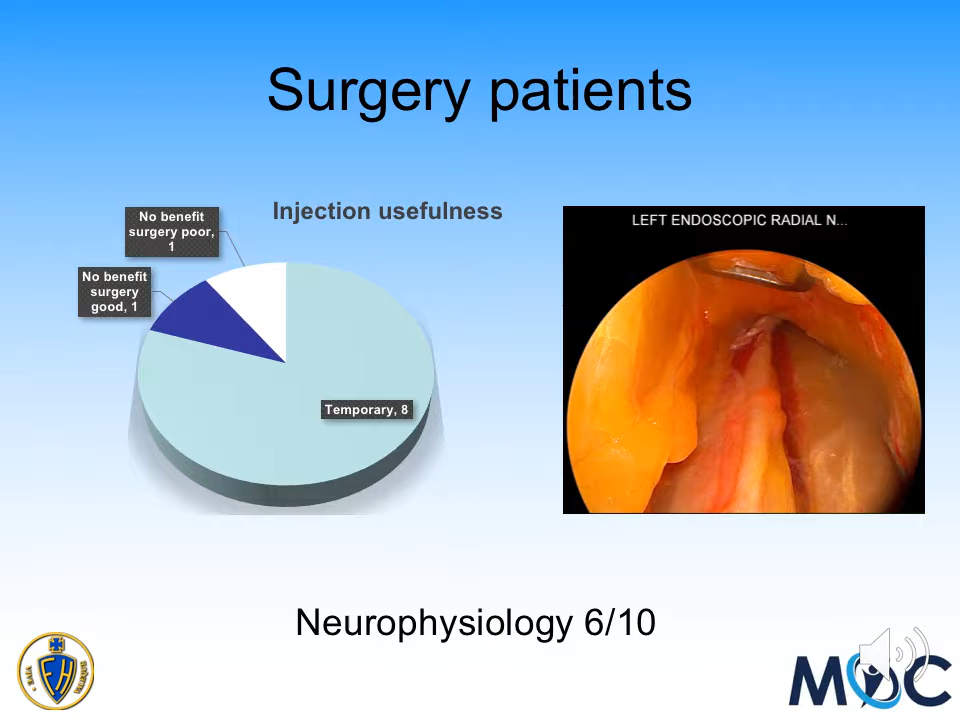 Surgery patients
Injection usefulness
No benefit
surgery poor,
1
No benefit
surgery
good, 1
Temporary, 8
LEFT ENDOSCOPIC RADIAL N...
Neurophysiology 6/10
MOC